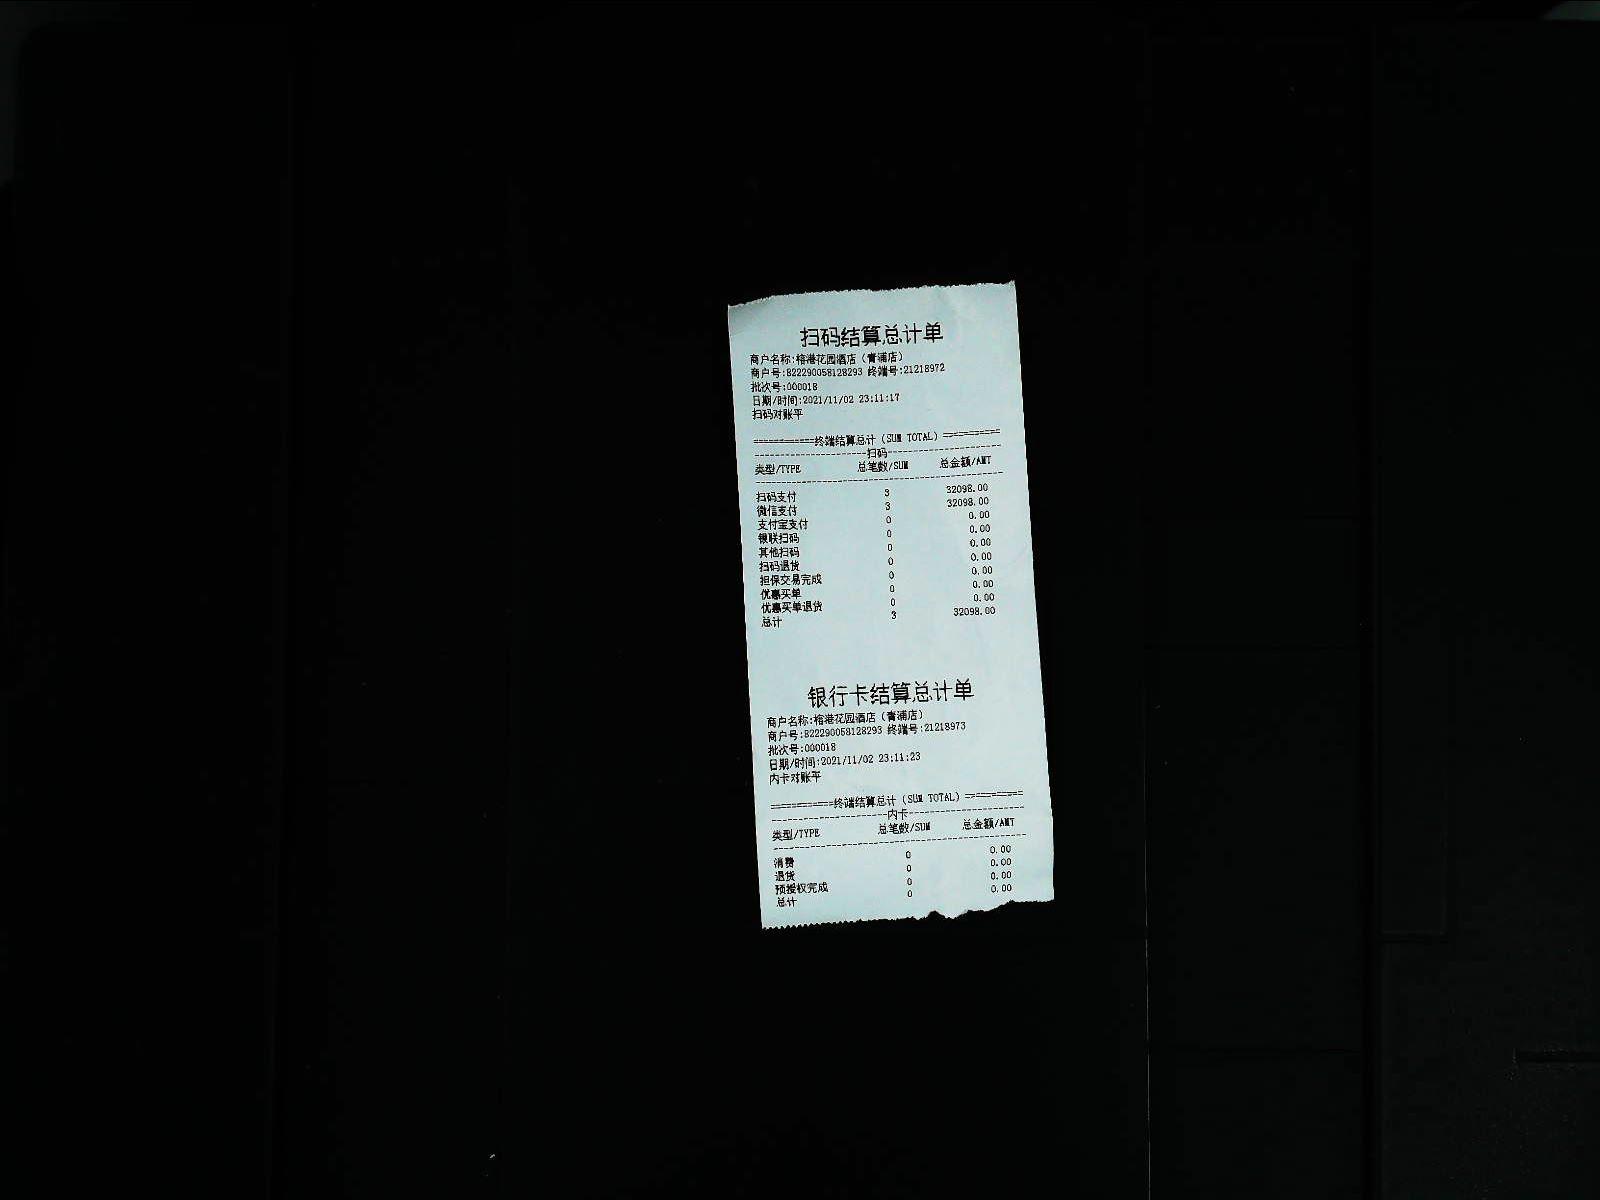 扫码结算总计单
商户名称:榕港花园酒店（青浦店）
商户号:822290058128293 终端号:21218972
批次号:000018
日期/时间:2021/11/02 23:11:17
扫码对账平
============终端结算总计（SUM TOTAL）===========
----------------------扫码----------------------
类型/TYPE 总笔数/SUM 总金额/AMT
扫码支付 3 32098.00
微信支付 3 32098.00
支付宝支付 0 0.00
银联扫码 0 0.00
其他扫码 0 0.00
扫码退货 0 0.00
担保交易完成 0 0.00
优惠买单 0 0.00
优惠买单退货 0 0.00
总计 3 32098.00
银行卡结算总计单
商户名称:榕港花园酒店（青浦店）
商户号:822290058128293 终端号:21218973
批次号:000018
日期/时间:2021/11/02 23:11:23
内卡对账平
============终端结算总计（SUM TOTAL）===========
----------------------内卡----------------------
类型/TYPE 总笔数/SUM 总金额/AMT
消费 0 0.00
退货 0 0.00
预授权完成 0 0.00
总计 0 0.00